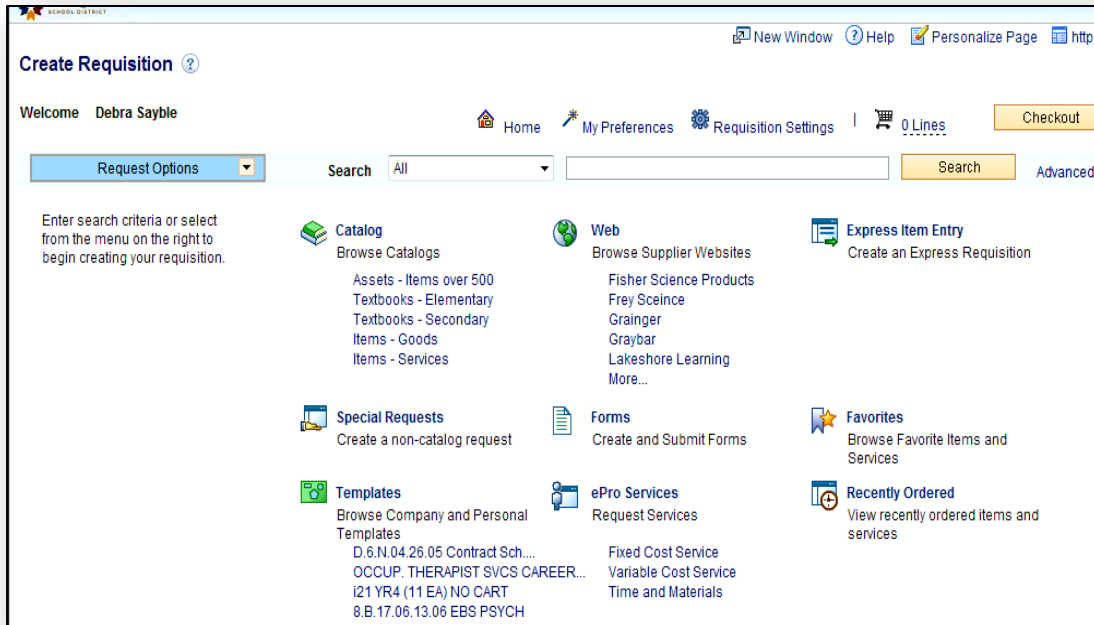 SCHOOL DISTRICT
New Window Help Personalize Page http
Create Requisition
Welcome Debra Sayble
Home My Preferences Requisition Settings | 0 Lines Checkout
Request Options Search All Search Advanced
Enter search criteria or select
from the menu on the right to
begin creating your requisition.
Catalog
Browse Catalogs
Assets - Items over 500
Textbooks - Elementary
Textbooks - Secondary
Items - Goods
Items - Services
Web
Browse Supplier Websites
Fisher Science Products
Frey Sceince
Grainger
Graybar
Lakeshore Learning
More...
Express Item Entry
Create an Express Requisition
Special Requests
Create a non-catalog request
Forms
Create and Submit Forms
Favorites
Browse Favorite Items and
Services
Templates
Browse Company and Personal
Templates
D.6.N.04.26.05 Contract Sch....
OCCUP. THERAPIST SVCS CAREER...
i21 YR4 (11 EA) NO CART
8.B.17.06.13.06 EBS PSYCH
ePro Services
Request Services
Fixed Cost Service
Variable Cost Service
Time and Materials
Recently Ordered
View recently ordered items and
services